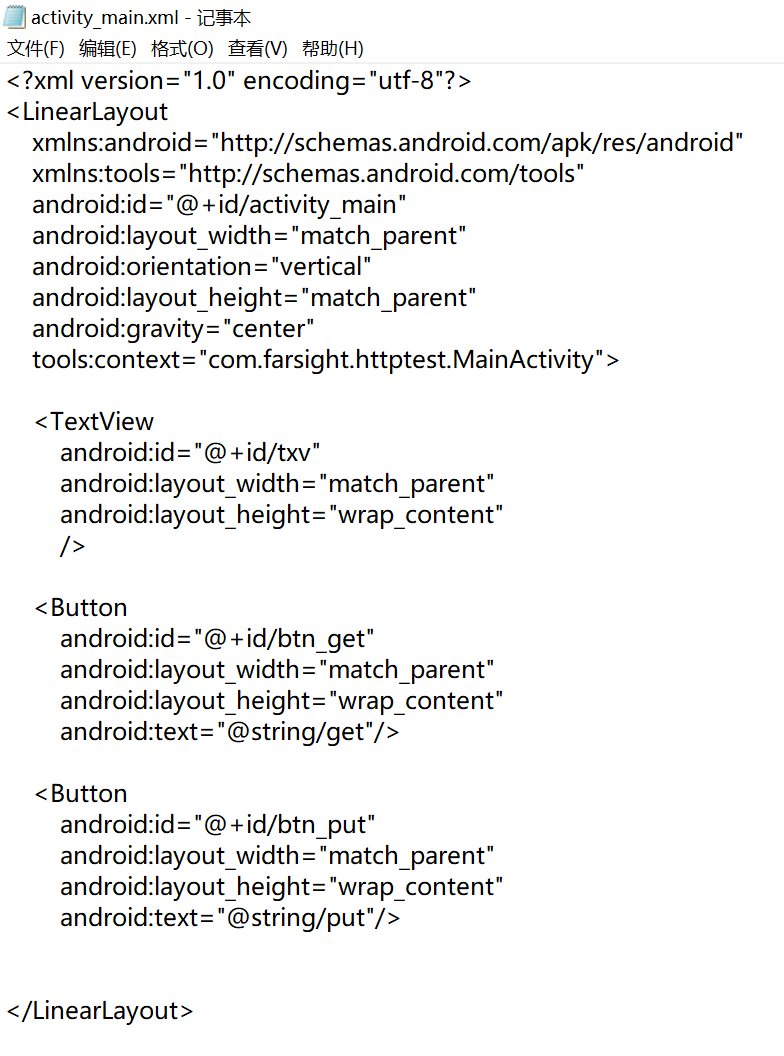 activity_main.xml - 记事本
文件(F) 编辑(E) 格式(O) 查看(V) 帮助(H)
<?xml version="1.0" encoding="utf-8"?>
<LinearLayout
    xmlns:android="http://schemas.android.com/apk/res/android"
    xmlns:tools="http://schemas.android.com/tools"
    android:id="@+id/activity_main"
    android:layout_width="match_parent"
    android:orientation="vertical"
    android:layout_height="match_parent"
    android:gravity="center"
    tools:context="com.farsight.httptest.MainActivity">

    <TextView
        android:id="@+id/txv"
        android:layout_width="match_parent"
        android:layout_height="wrap_content"
        />

    <Button
        android:id="@+id/btn_get"
        android:layout_width="match_parent"
        android:layout_height="wrap_content"
        android:text="@string/get"/>

    <Button
        android:id="@+id/btn_put"
        android:layout_width="match_parent"
        android:layout_height="wrap_content"
        android:text="@string/put"/>


</LinearLayout>